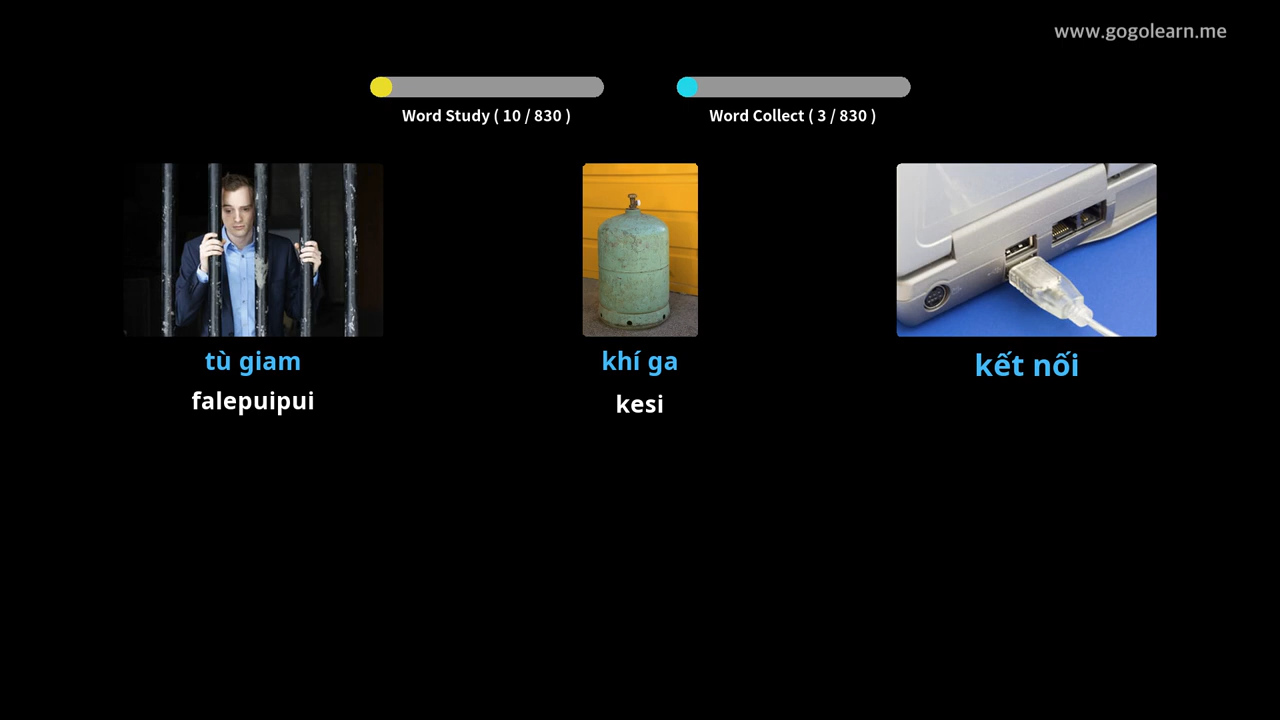 www.gogolearn.me
Word Study ( 10 / 830 )
Word Collect ( 3 / 830 )
tù giam
falepuipui
khí ga
kesi
kết nối